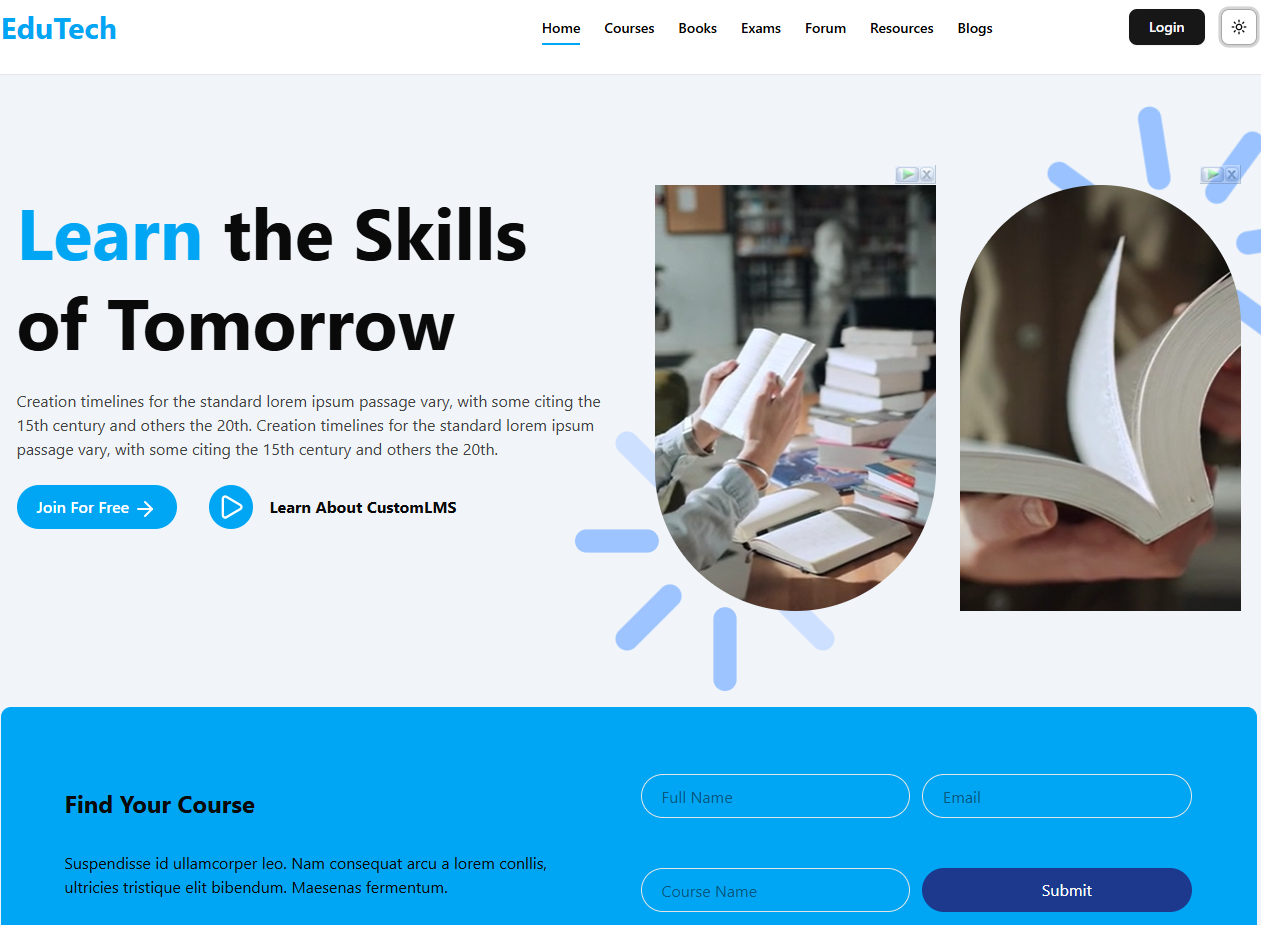 EduTech
Home Courses Books Exams Forum Resources Blogs
Login
Learn the Skills
of Tomorrow
Creation timelines for the standard lorem ipsum passage vary, with some citing the
15th century and others the 20th. Creation timelines for the standard lorem ipsum
passage vary, with some citing the 15th century and others the 20th.
Join For Free
Learn About CustomLMS
Find Your Course
Suspendisse id ullamcorper leo. Nam consequat arcu a lorem conllis,
ultricies tristique elit bibendum. Maesenas fermentum.
Full Name
Email
Course Name
Submit